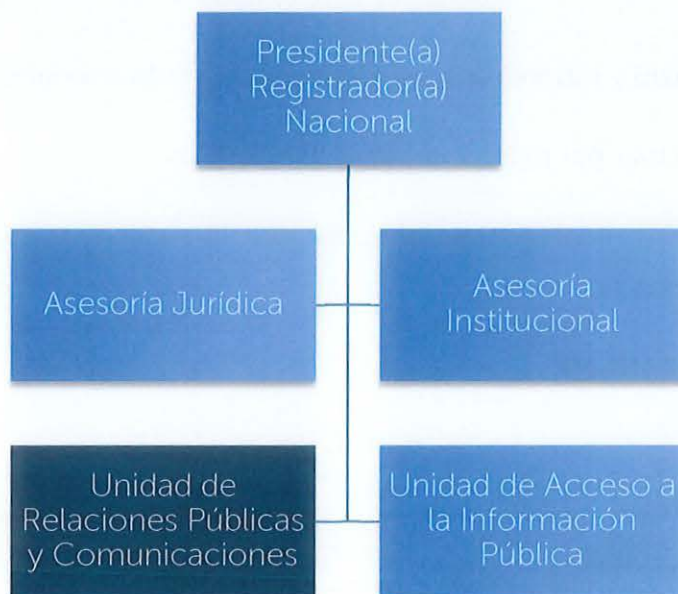 Presidente(a)
Registrador(a)
Nacional
Asesoría Jurídica
Asesoría
Institucional
Unidad de
Relaciones Públicas
y Comunicaciones
Unidad de Acceso a
la Información
Pública